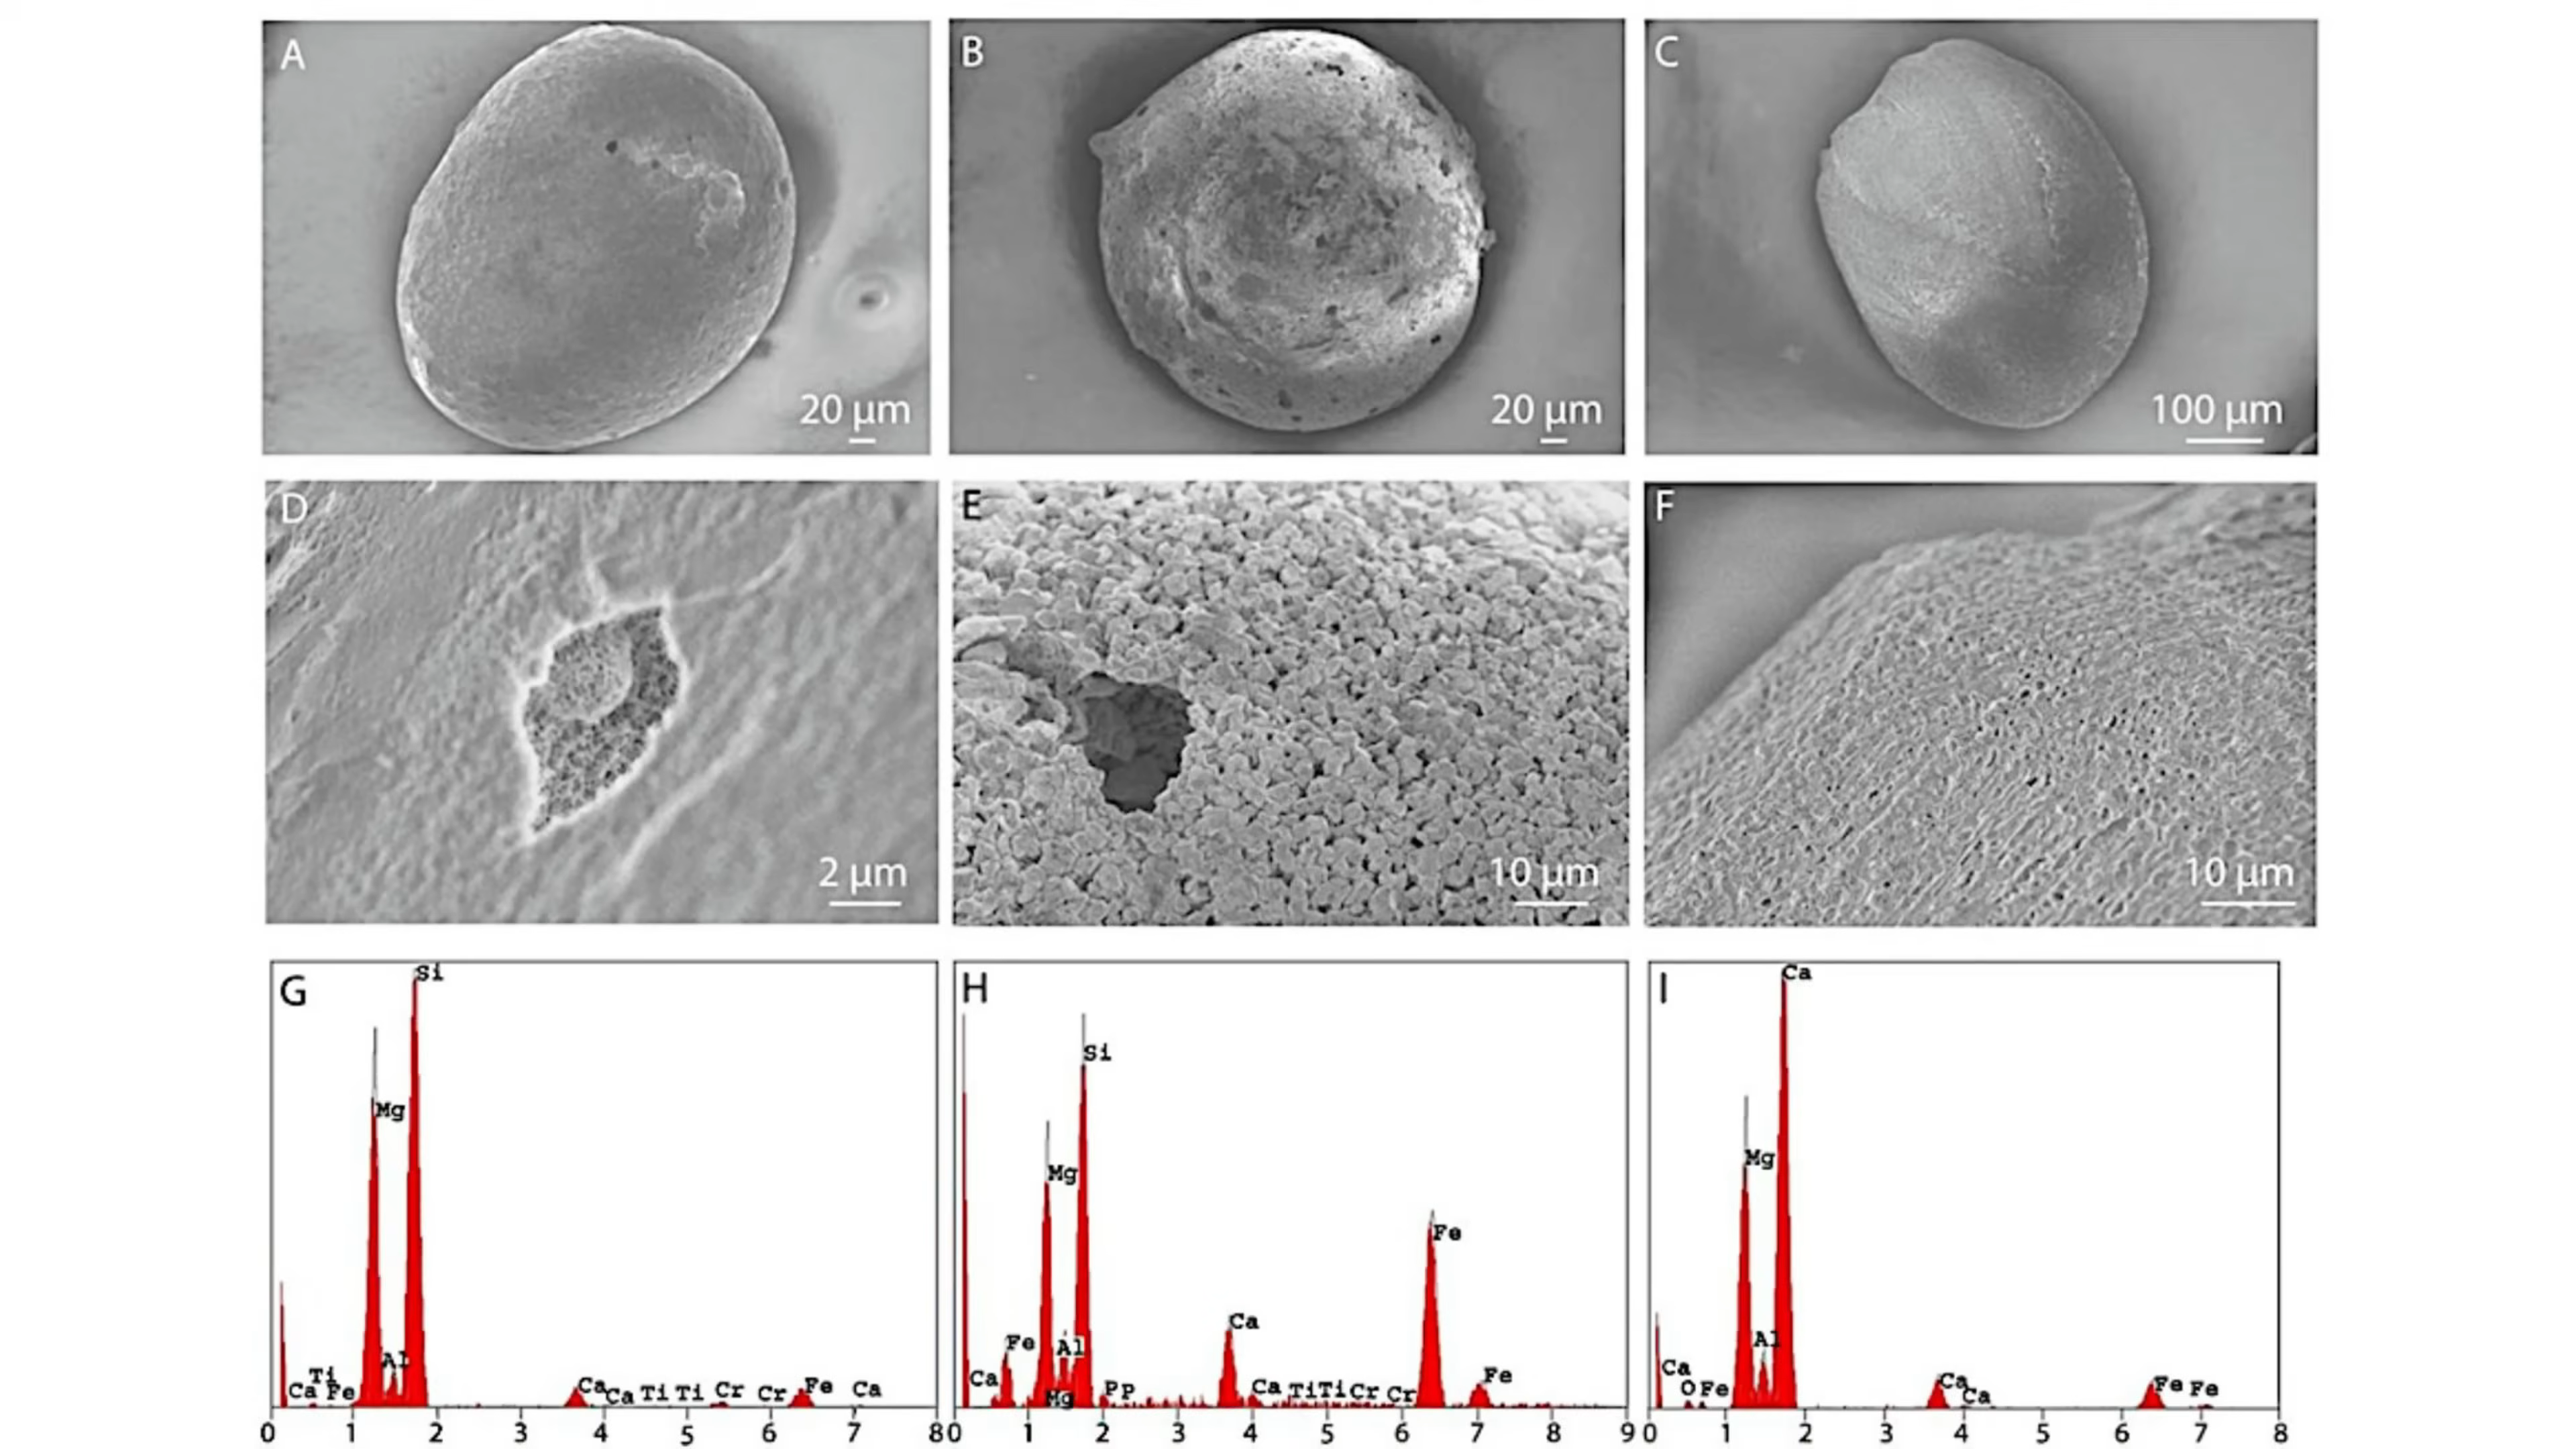 A
B
C
20 µm
20 µm
100 µm
D
E
F
2 µm
10 µm
10 µm
G
Si
Mg
Al
Ti
Ca Fe
Ca
Ca Ti Ti Cr Cr Fe Ca
0 1 2 3 4 5 6 7 8
H
Si
Mg
Fe
Ca
Fe
Al
Ca
Mg
P P
Ca Ti Ti Cr Cr
Fe
0 1 2 3 4 5 6 7 8 9
I
Ca
Mg
Al
Ca
O Fe
Ca
Ca
Fe Fe
0 1 2 3 4 5 6 7 8